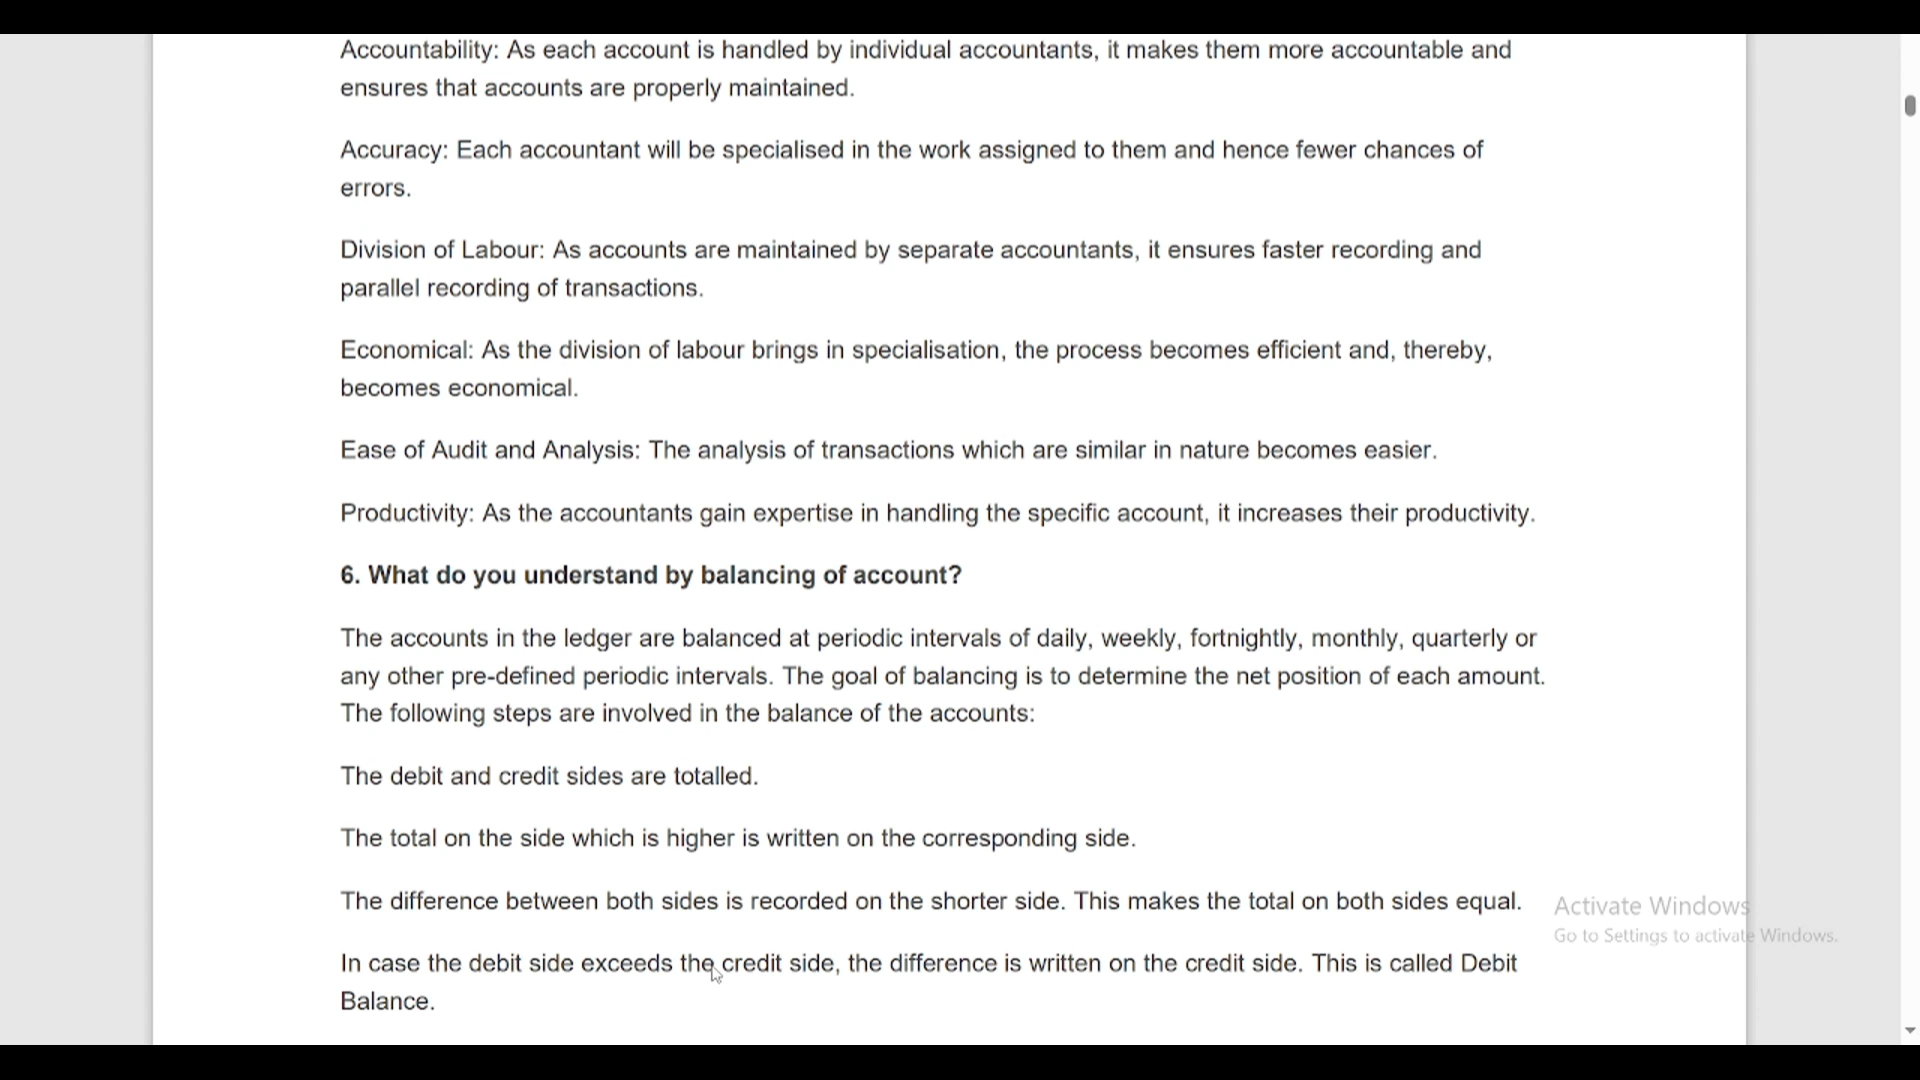 Accountability: As each account is handled by individual accountants, it makes them more accountable and
ensures that accounts are properly maintained.
Accuracy: Each accountant will be specialised in the work assigned to them and hence fewer chances of
errors.
Division of Labour: As accounts are maintained by separate accountants, it ensures faster recording and
parallel recording of transactions.
Economical: As the division of labour brings in specialisation, the process becomes efficient and, thereby,
becomes economical.
Ease of Audit and Analysis: The analysis of transactions which are similar in nature becomes easier.
Productivity: As the accountants gain expertise in handling the specific account, it increases their productivity.
6. What do you understand by balancing of account?
The accounts in the ledger are balanced at periodic intervals of daily, weekly, fortnightly, monthly, quarterly or
any other pre-defined periodic intervals. The goal of balancing is to determine the net position of each amount.
The following steps are involved in the balance of the accounts:
The debit and credit sides are totalled.
The total on the side which is higher is written on the corresponding side.
The difference between both sides is recorded on the shorter side. This makes the total on both sides equal.
Activate Windows
Go to Settings to activate Windows.
In case the debit side exceeds the credit side, the difference is written on the credit side. This is called Debit
Balance.